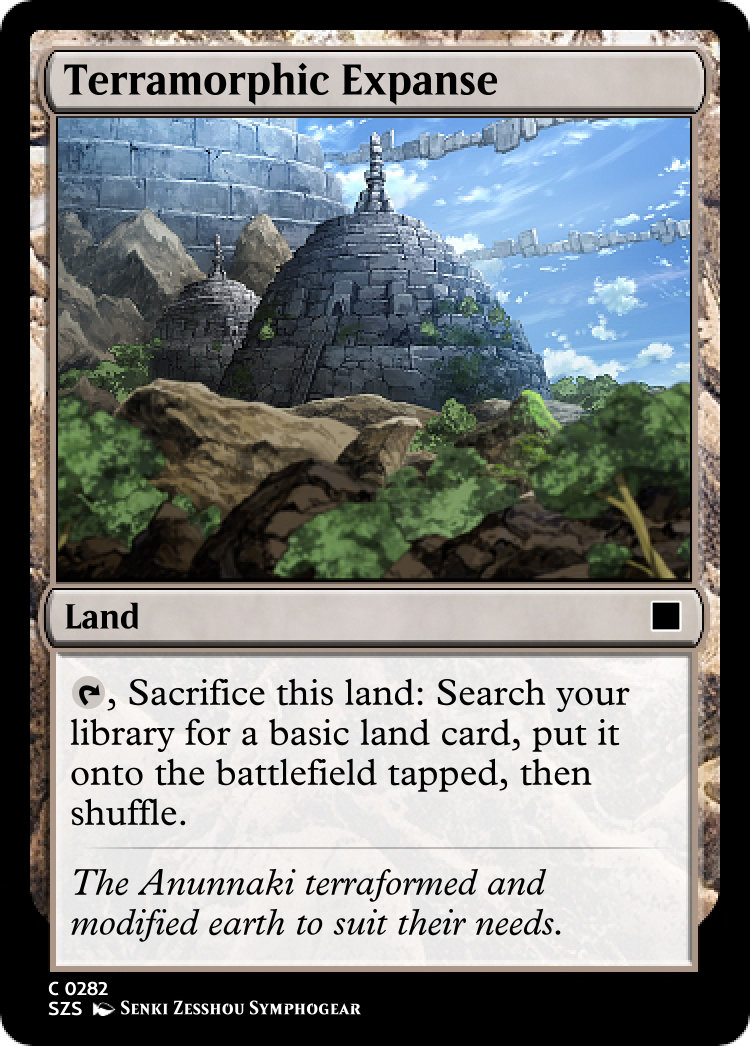 Terramorphic Expanse
Land
, Sacrifice this land: Search your
library for a basic land card, put it
onto the battlefield tapped, then
shuffle.
The Anunnaki terraformed and
modified earth to suit their needs.
C 0282
SZS Senki Zesshou Symphogear